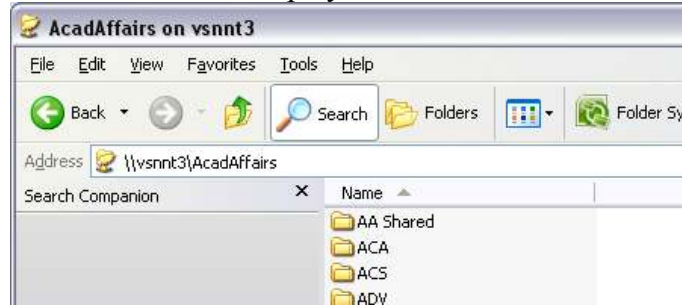 AcadAffairs on vsnnt3
File Edit View Favorites Tools Help
Back Search Folders Folder Sy
Address \\vsnnt3\AcadAffairs
Search Companion × Name
AA Shared
ACA
ACS
ADV